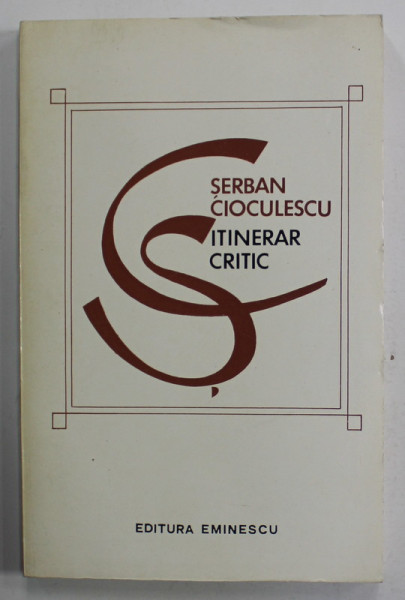 ȘERBAN
CIOCULESCU
ITINERAR
CRITIC
EDITURA EMINESCU